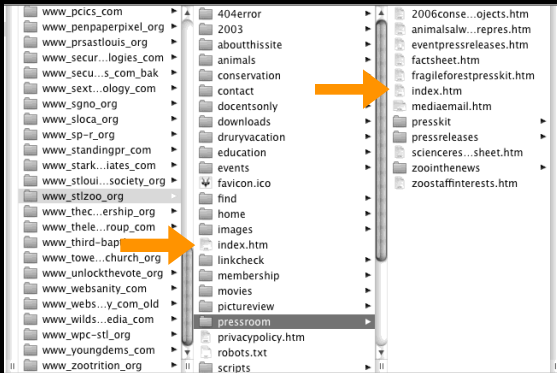 www_pcics_com
www_penpaperpixel_org
www_prsastlouis_org
www_secur...logies_com
www_secu...s_com_bak
www_sext...ology_com
www_sgno_org
www_sloca_org
www_sp-r_org
www_standingpr_com
www_stark...iates_com
www_stloui...society_org
www_stlzoo_org
www_thec...ership_org
www_thele...roup_com
www_third-bap
www_towe...church_org
www_unlockthevote_org
www_websanity_com
www_webs...y_com_old
www_wilds...edia_com
www_wpc-stl_org
www_youngdems_com
www_zootrition_org
404error
2003
aboutthissite
animals
conservation
contact
docentsonly
downloads
druryvacation
education
events
favicon.ico
find
home
images
index.htm
linkcheck
membership
movies
pictureview
pressroom
privacypolicy.htm
robots.txt
scripts
2006conse...ojects.htm
animalsalw...repres.htm
eventpressreleases.htm
factsheet.htm
fragileforestpresskit.htm
index.htm
mediaemail.htm
presskit
pressreleases
scienceres...sheet.htm
zoointhenews
zoostaffinterests.htm